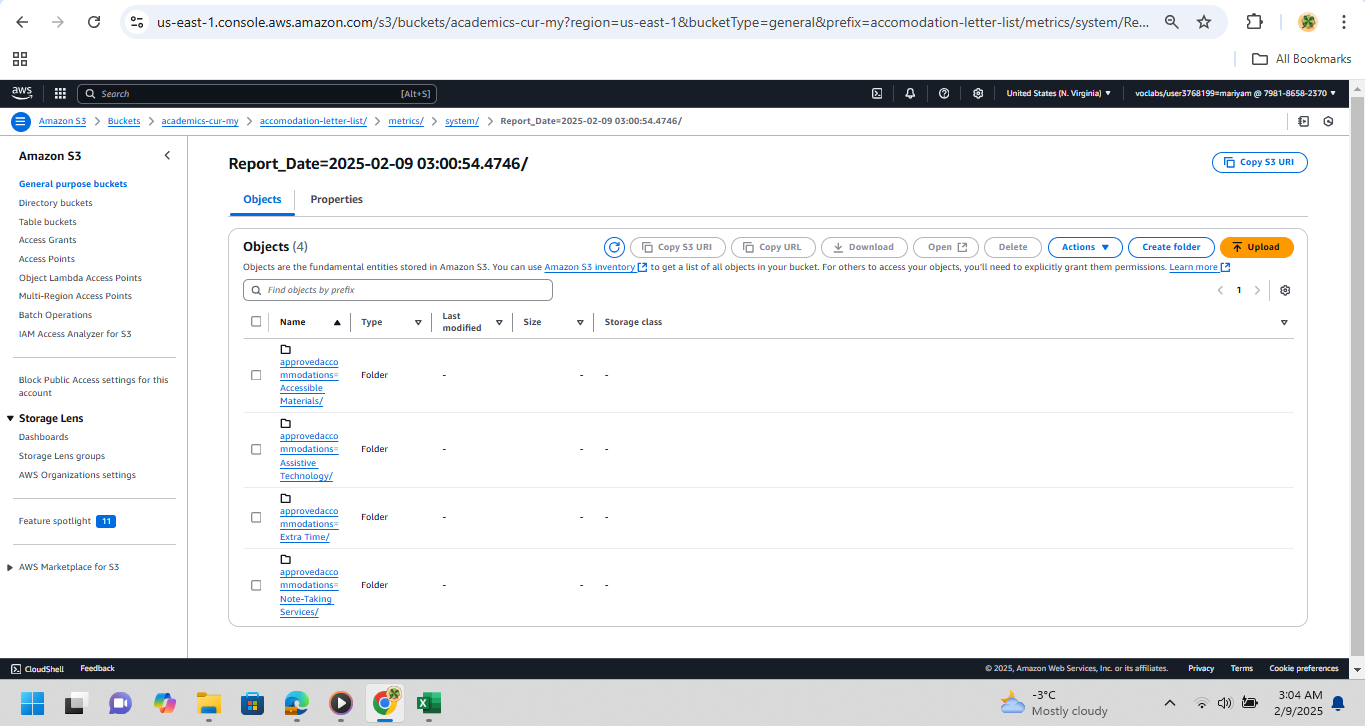 us-east-1.console.aws.amazon.com/s3/buckets/academics-cur-my?region=us-east-1&bucketType=general&prefix=accomodation-letter-list/metrics/system/Re...
All Bookmarks
aws
Search
[Alt+S]
United States (N. Virginia)
voclabs/user3768199=mariyam @ 7981-8658-2370
Amazon S3
Buckets
academics-cur-my
accomodation-letter-list/
metrics/
system/
Report_Date=2025-02-09 03:00:54.4746/
Amazon S3
General purpose buckets
Directory buckets
Table buckets
Access Grants
Access Points
Object Lambda Access Points
Multi-Region Access Points
Batch Operations
IAM Access Analyzer for S3
Block Public Access settings for this
account
Storage Lens
Dashboards
Storage Lens groups
AWS Organizations settings
Feature spotlight 11
AWS Marketplace for S3
Report_Date=2025-02-09 03:00:54.4746/
Copy S3 URI
Objects
Properties
Objects (4)
Copy S3 URI
Copy URL
Download
Open
Delete
Actions
Create folder
Upload
Objects are the fundamental entities stored in Amazon S3. You can use Amazon S3 inventory to get a list of all objects in your bucket. For others to access your objects, you'll need to explicitly grant them permissions. Learn more
Find objects by prefix
1
Name
Type
Last
modified
Size
Storage class
approvedacco
mmodations=
Accessible
Materials/
Folder
-
-
-
approvedacco
mmodations=
Assistive
Technology/
Folder
-
-
-
approvedacco
mmodations=
Extra Time/
Folder
-
-
-
approvedacco
mmodations=
Note-Taking
Services/
Folder
-
-
-
CloudShell
Feedback
© 2025, Amazon Web Services, Inc. or its affiliates.
Privacy
Terms
Cookie preferences
-3°C
Mostly cloudy
3:04 AM
2/9/2025